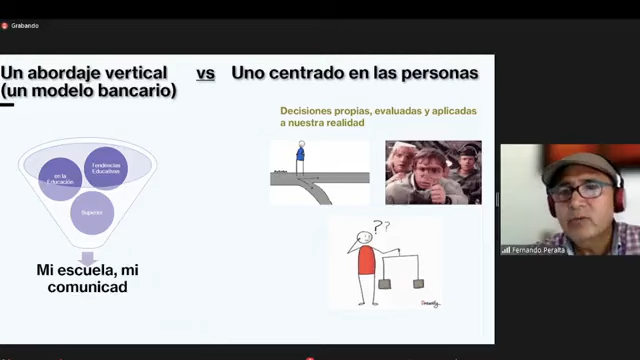 Grabando
Un abordaje vertical vs Uno centrado en las personas
(un modelo bancario)
Decisiones propias, evaluadas y aplicadas
a nuestra realidad
en la
Educación
Tendencias
Educativas
Superior
???
Mi escuela, mi
comunicad
Fernando Peralta